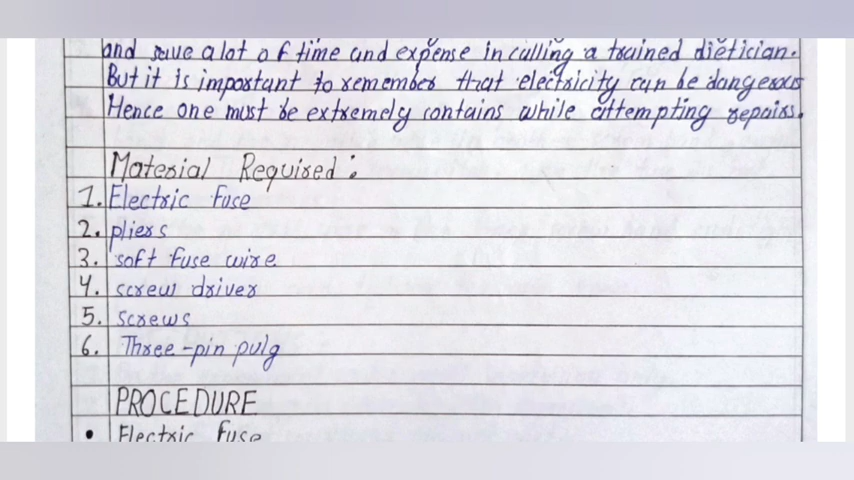 and save a lot of time and expense in culling a trained dietician.
But it is important to remember that electricity can be dangerous
Hence one must be extremely contains while attempting repairs.
Material Required :
1. Electric Fuse
2. pliers
3. soft fuse wire
4. screw driver
5. screws
6. Three-pin pulg
PROCEDURE
• Electric Fuse